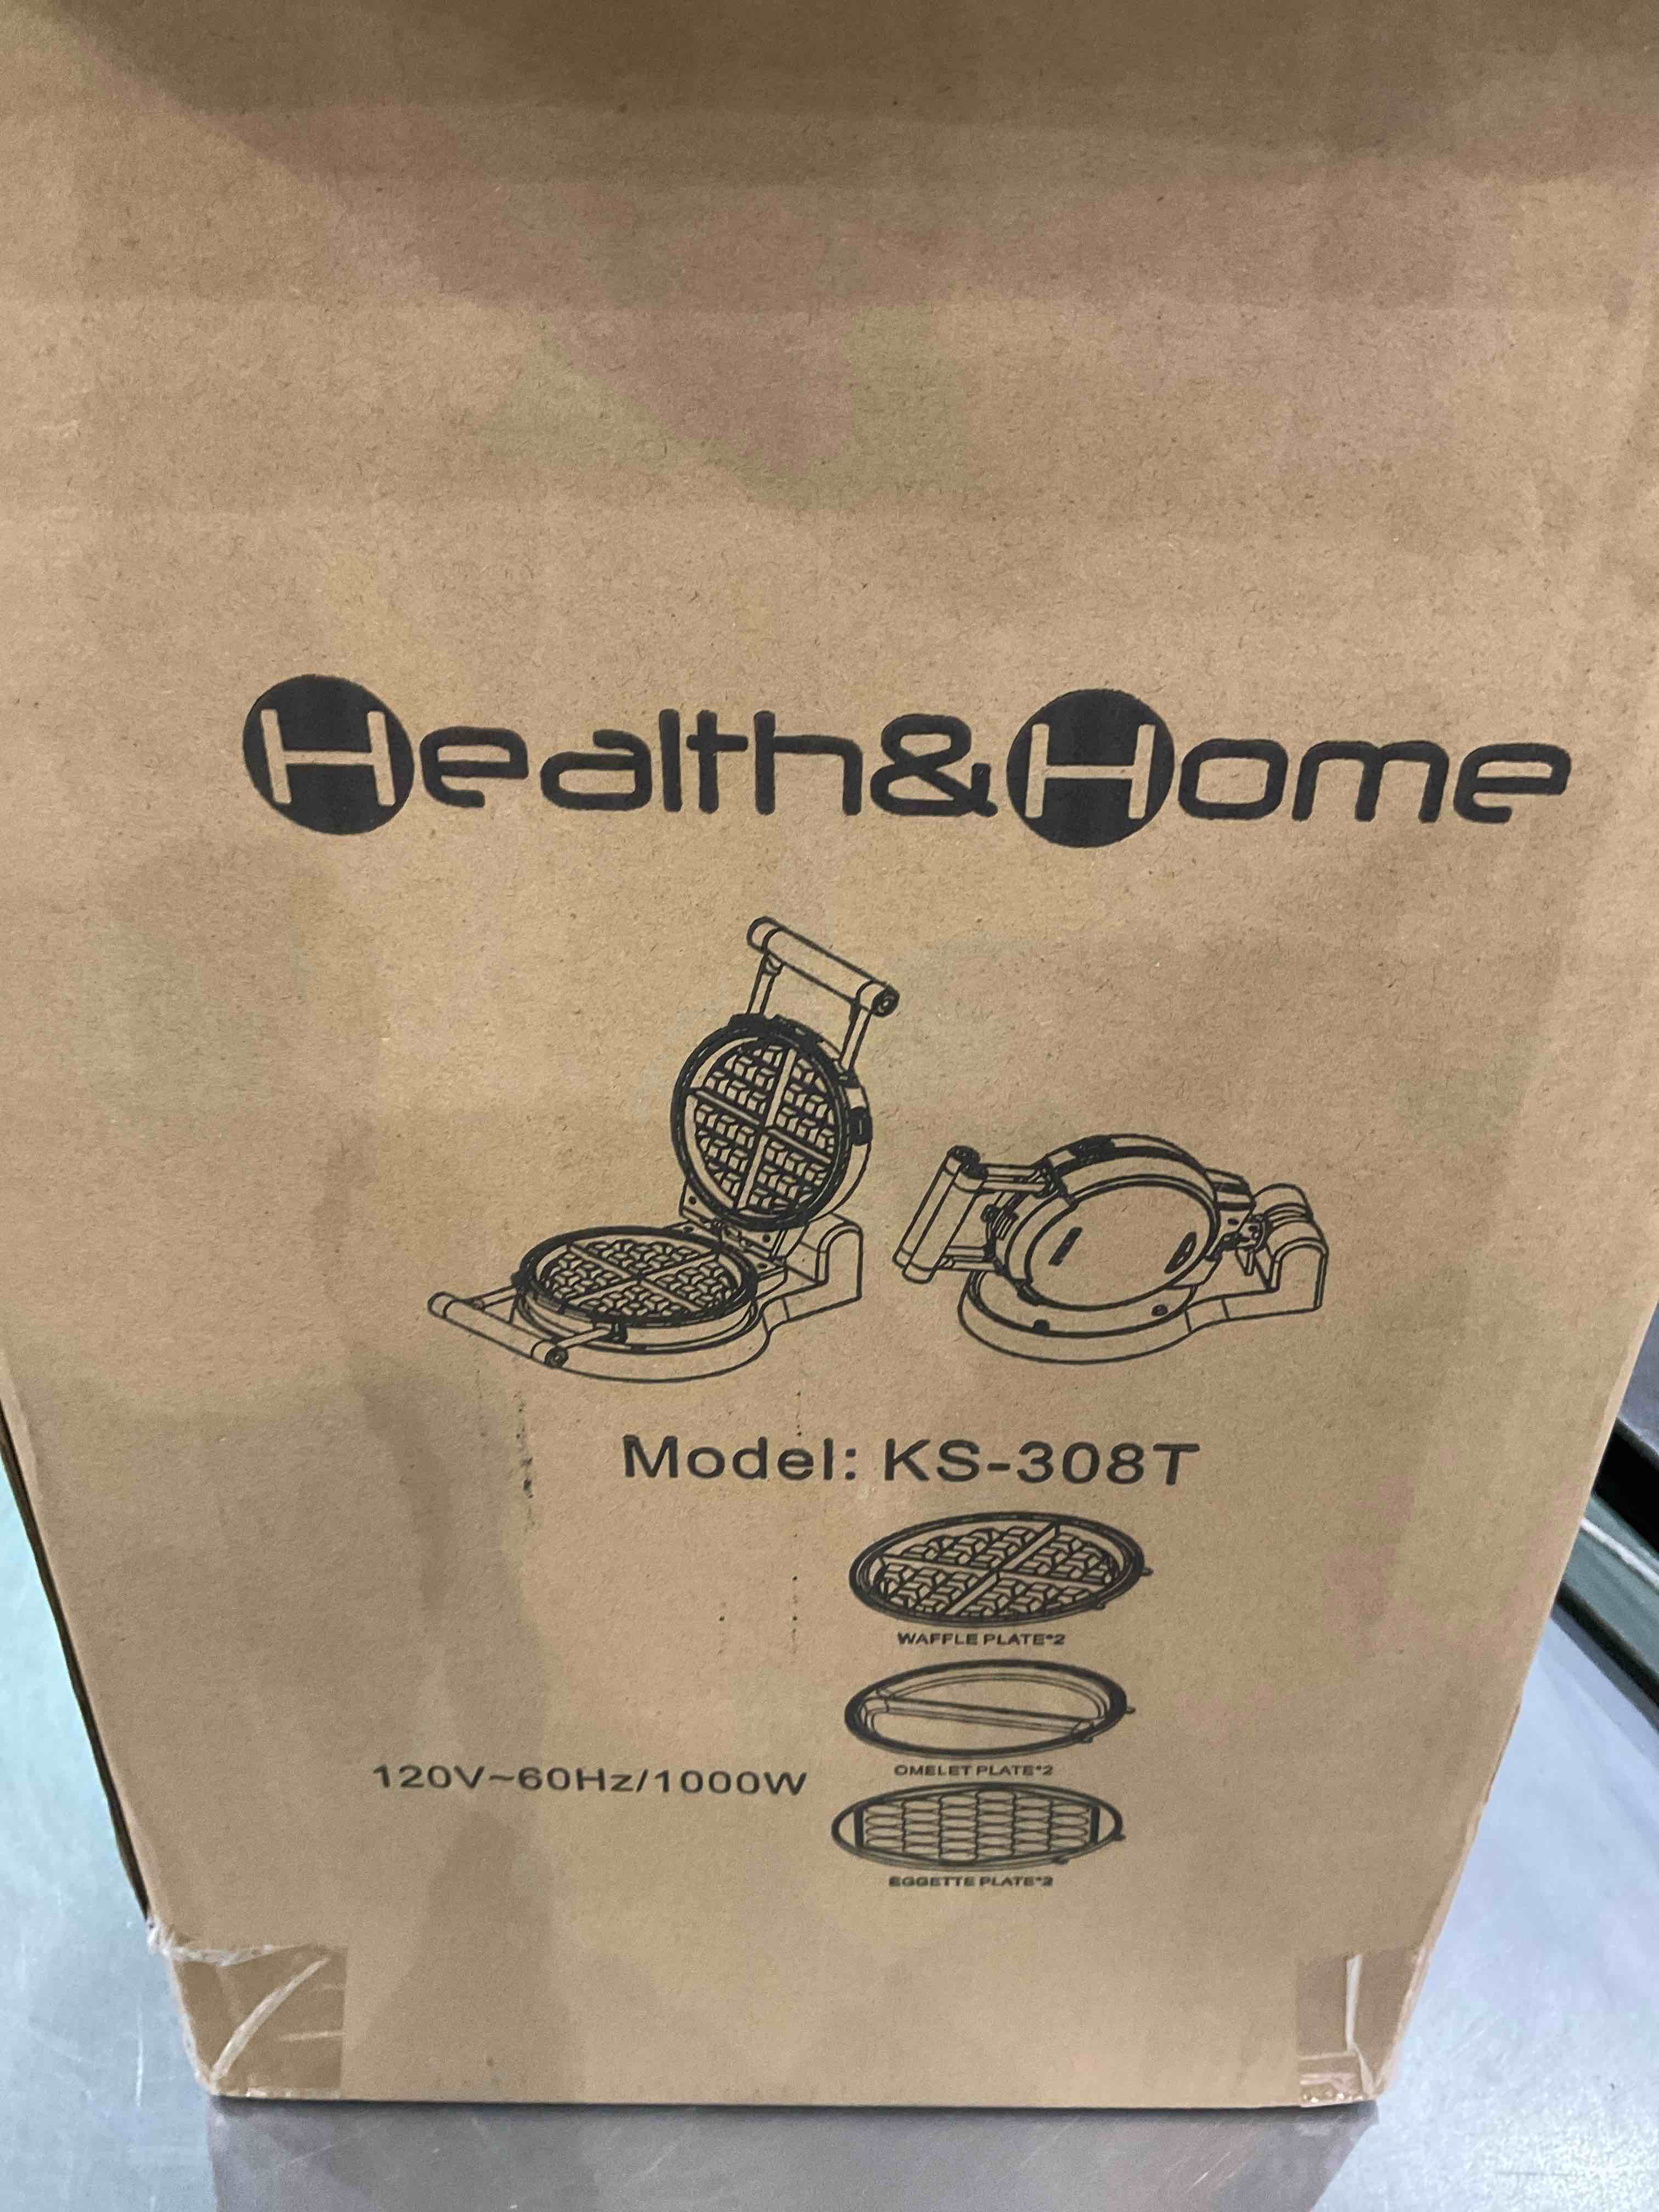 Health&Home
Model: KS-308T
WAFFLE PLATE*2
OMELET PLATE*2
120V~60Hz/1000W
EGGETTE PLATE*2